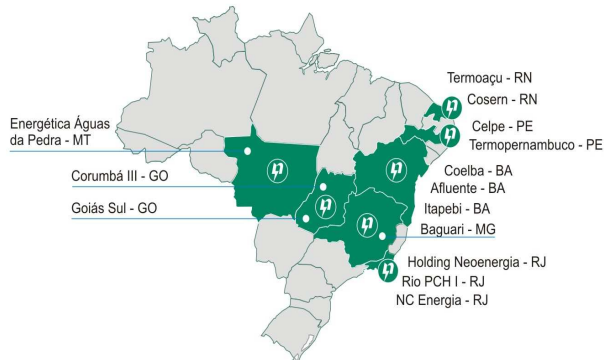 Termoaçu - RN
Cosern - RN
Energética Águas
da Pedra - MT
Celpe - PE
Termopernambuco - PE
Corumbá III - GO
Coelba - BA
Afluente - BA
Goiás Sul - GO
Itapebi - BA
Baguari - MG
Holding Neoenergia - RJ
Rio PCH I - RJ
NC Energia - RJ